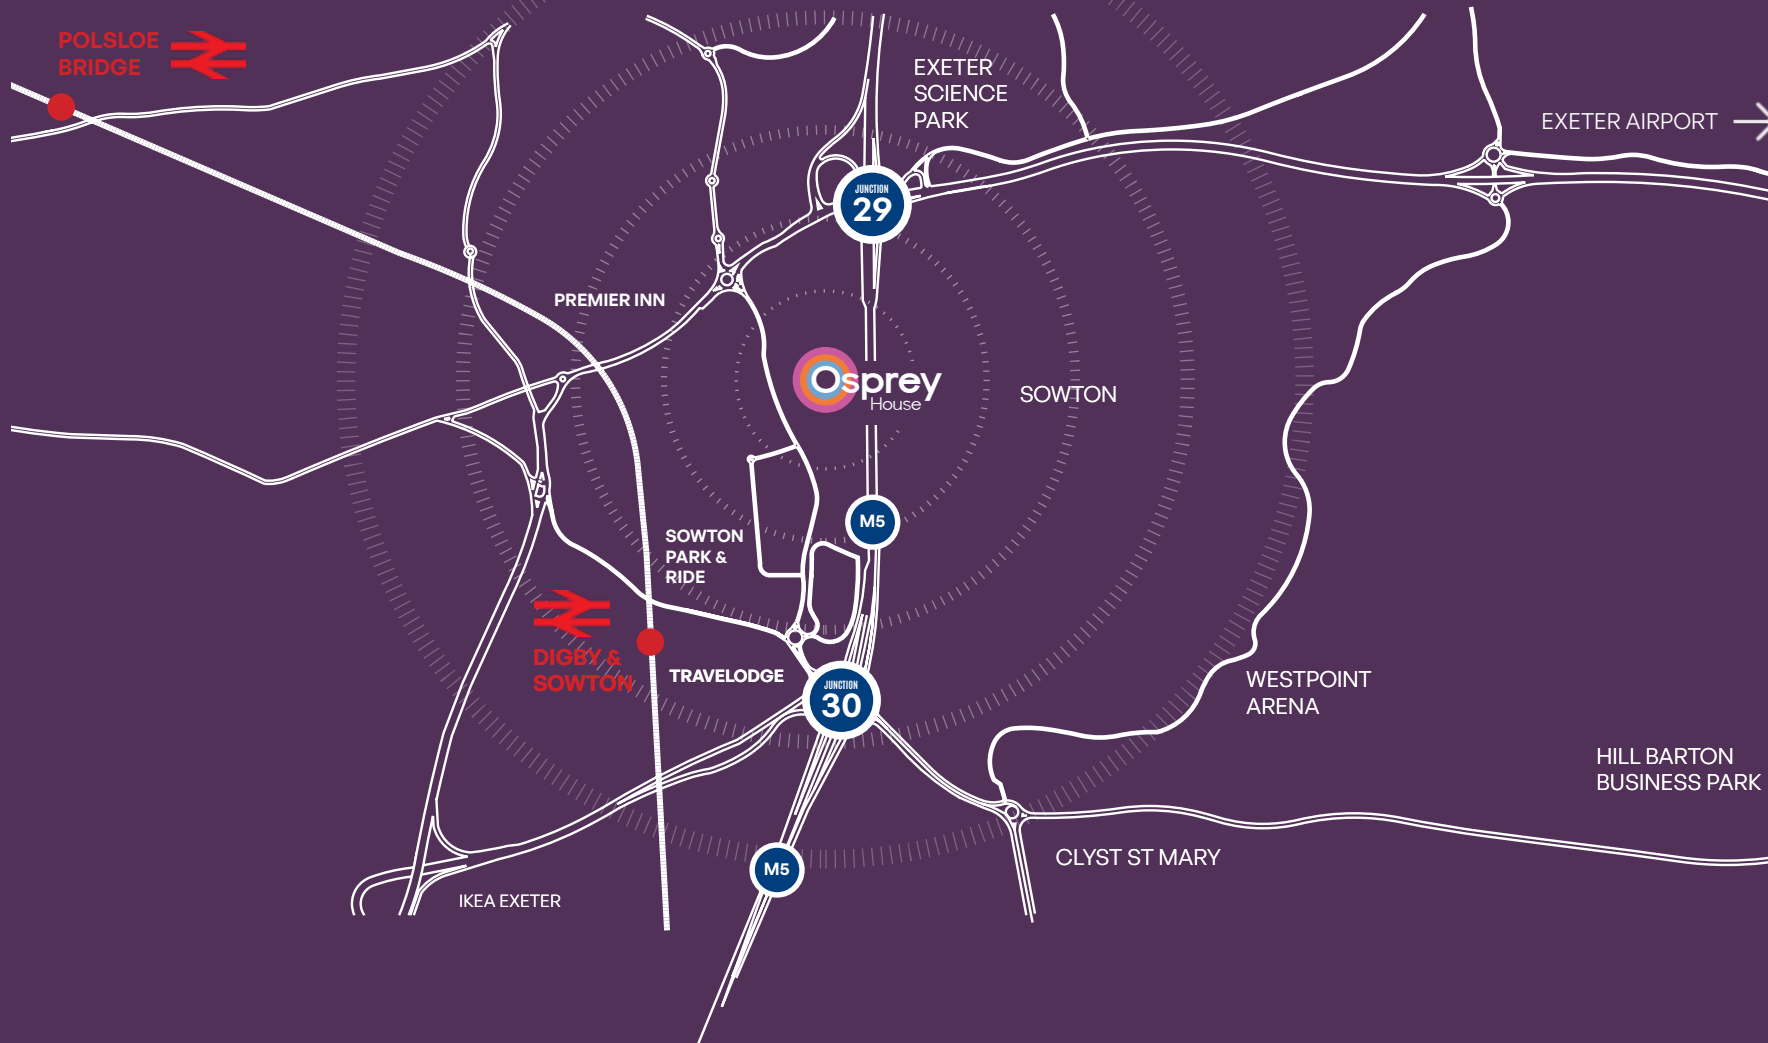 POLSLOE
BRIDGE
EXETER
SCIENCE
PARK
EXETER AIRPORT
JUNCTION
29
PREMIER INN
Osprey
House
SOWTON
M5
SOWTON
PARK &
RIDE
DIGBY &
SOWTON
TRAVELODGE
JUNCTION
30
WESTPOINT
ARENA
HILL BARTON
BUSINESS PARK
CLYST ST MARY
M5
IKEA EXETER